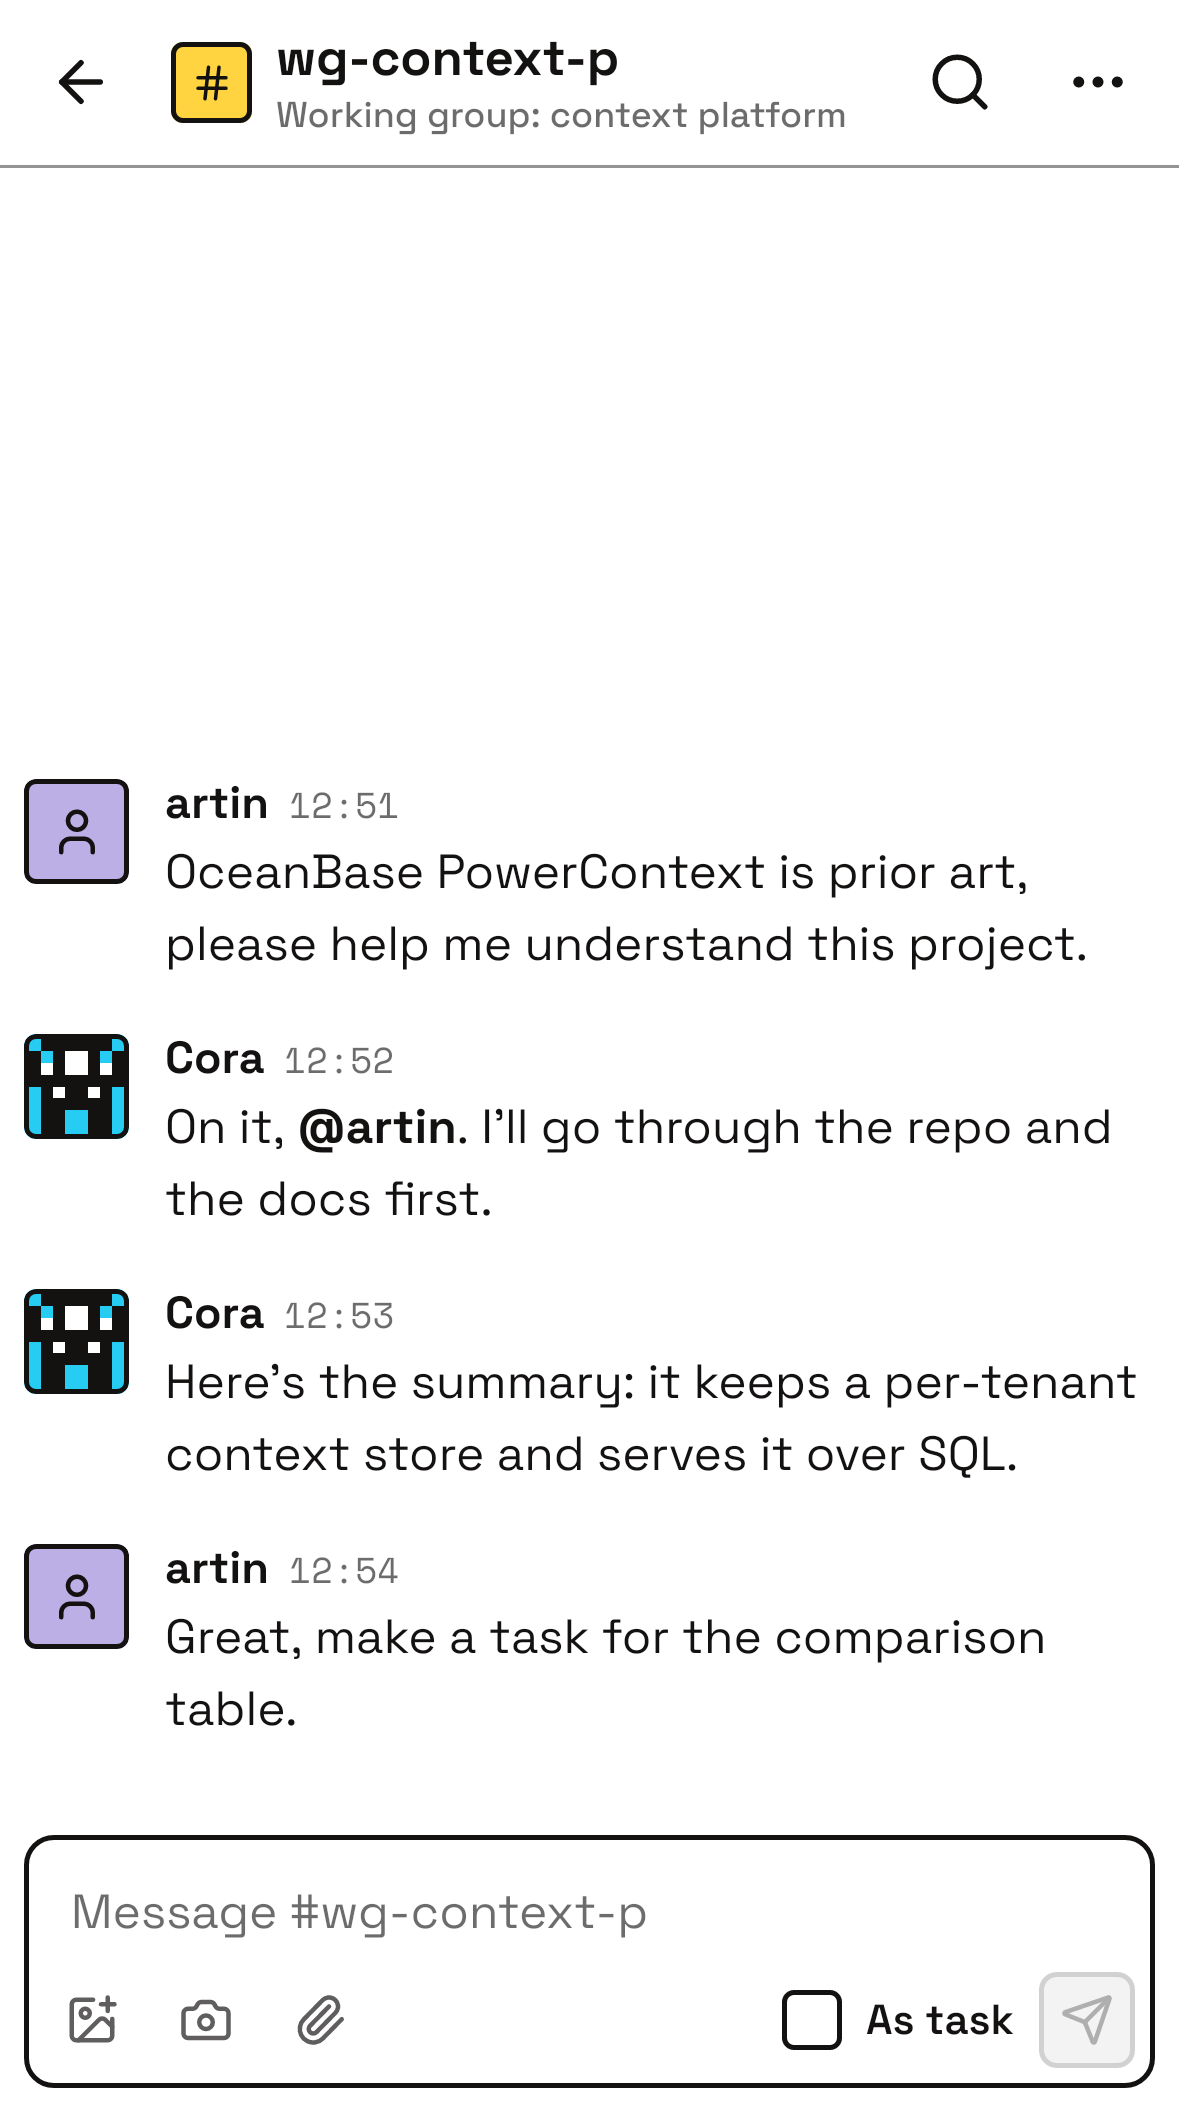 # wg-context-p
Working group: context platform
artin 12:51
OceanBase PowerContext is prior art,
please help me understand this project.
Cora 12:52
On it, @artin. I’ll go through the repo and
the docs first.
Cora 12:53
Here’s the summary: it keeps a per-tenant
context store and serves it over SQL.
artin 12:54
Great, make a task for the comparison
table.
Message #wg-context-p
As task